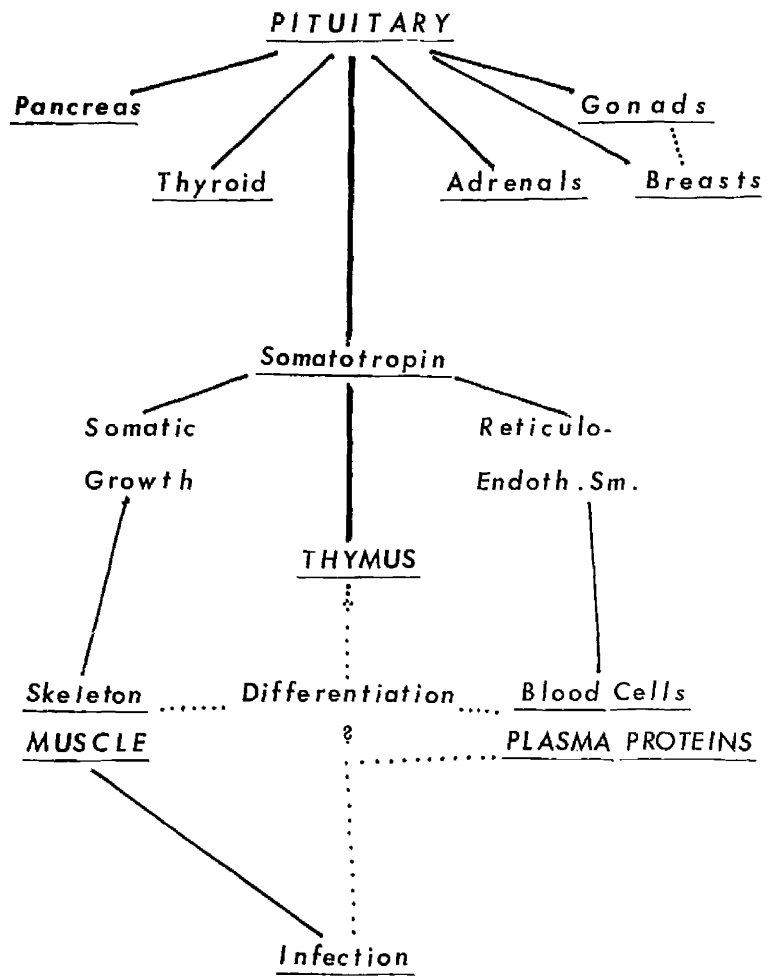 PITUITARY
Pancreas
Gonads
Thyroid
Adrenals
Breasts
Somatotropin
Somatic
Growth
Reticulo-
Endoth. Sm.
THYMUS
?
Skeleton
Differentiation
Blood Cells
MUSCLE
?
PLASMA PROTEINS
Infection